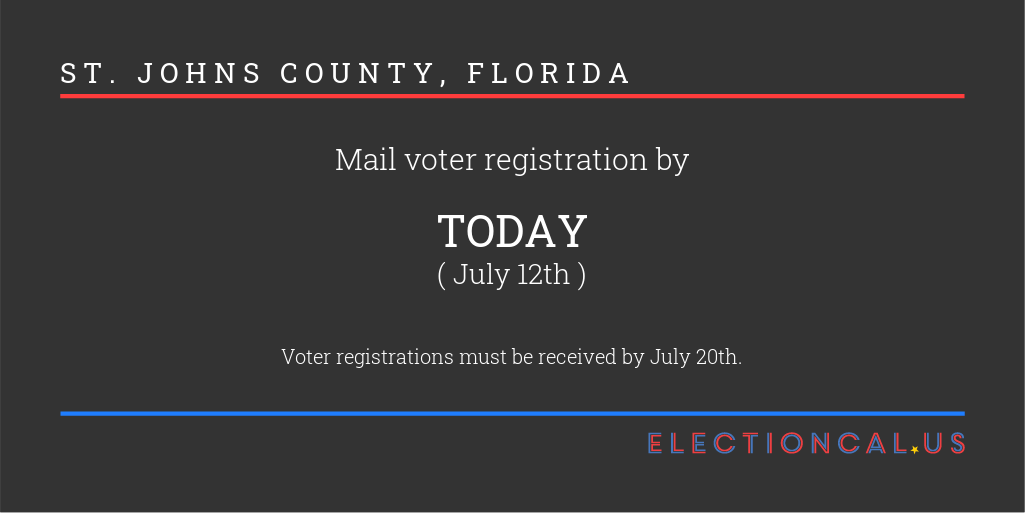 ST. JOHNS COUNTY, FLORIDA
Mail voter registration by
TODAY
( July 12th )
Voter registrations must be received by July 20th.
ELECTIONCAL.US